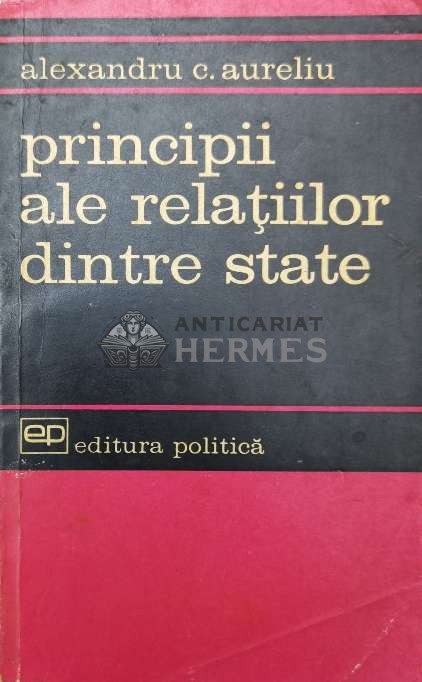 alexandru c. aureliu
principii
ale relaţiilor
dintre state
ANTICARIAT
HERMES
ep editura politică